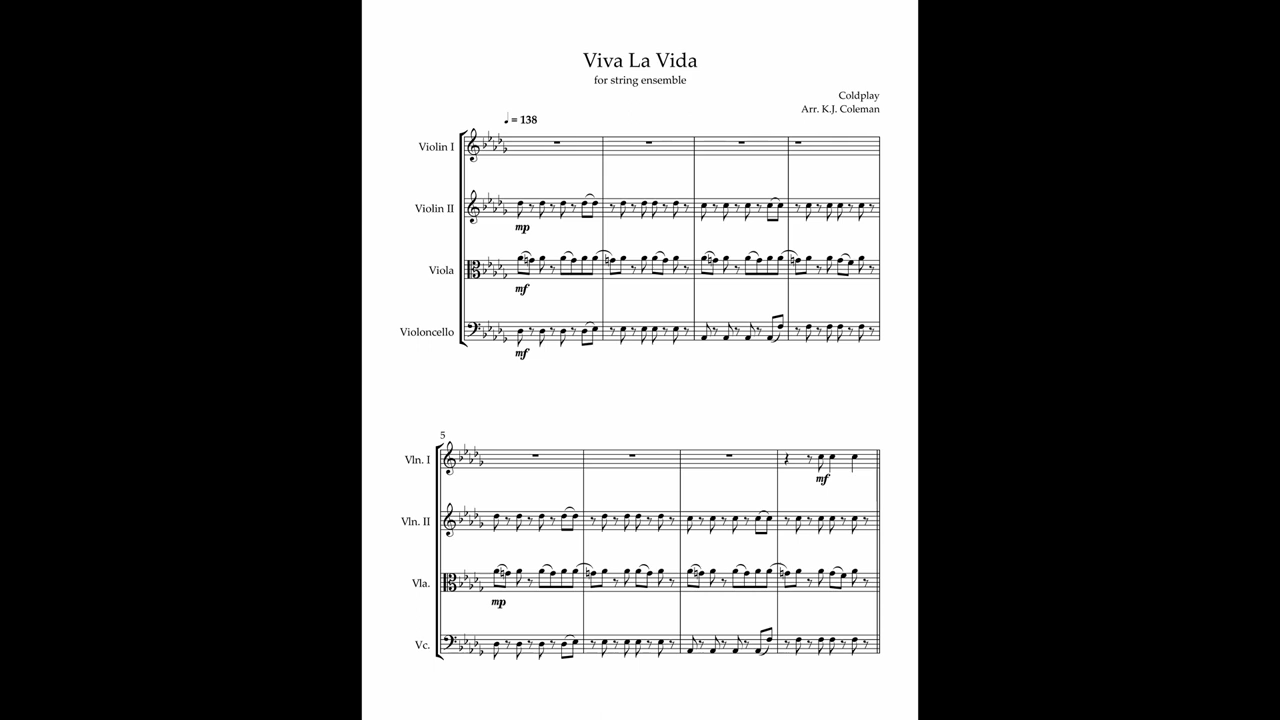 Viva La Vida
for string ensemble
Coldplay
Arr. K.J. Coleman
♩ = 138
Violin I
Violin II
mp
Viola
mf
Violoncello
mf
5
Vln. I
mf
Vln. II
Vla.
mp
Vc.